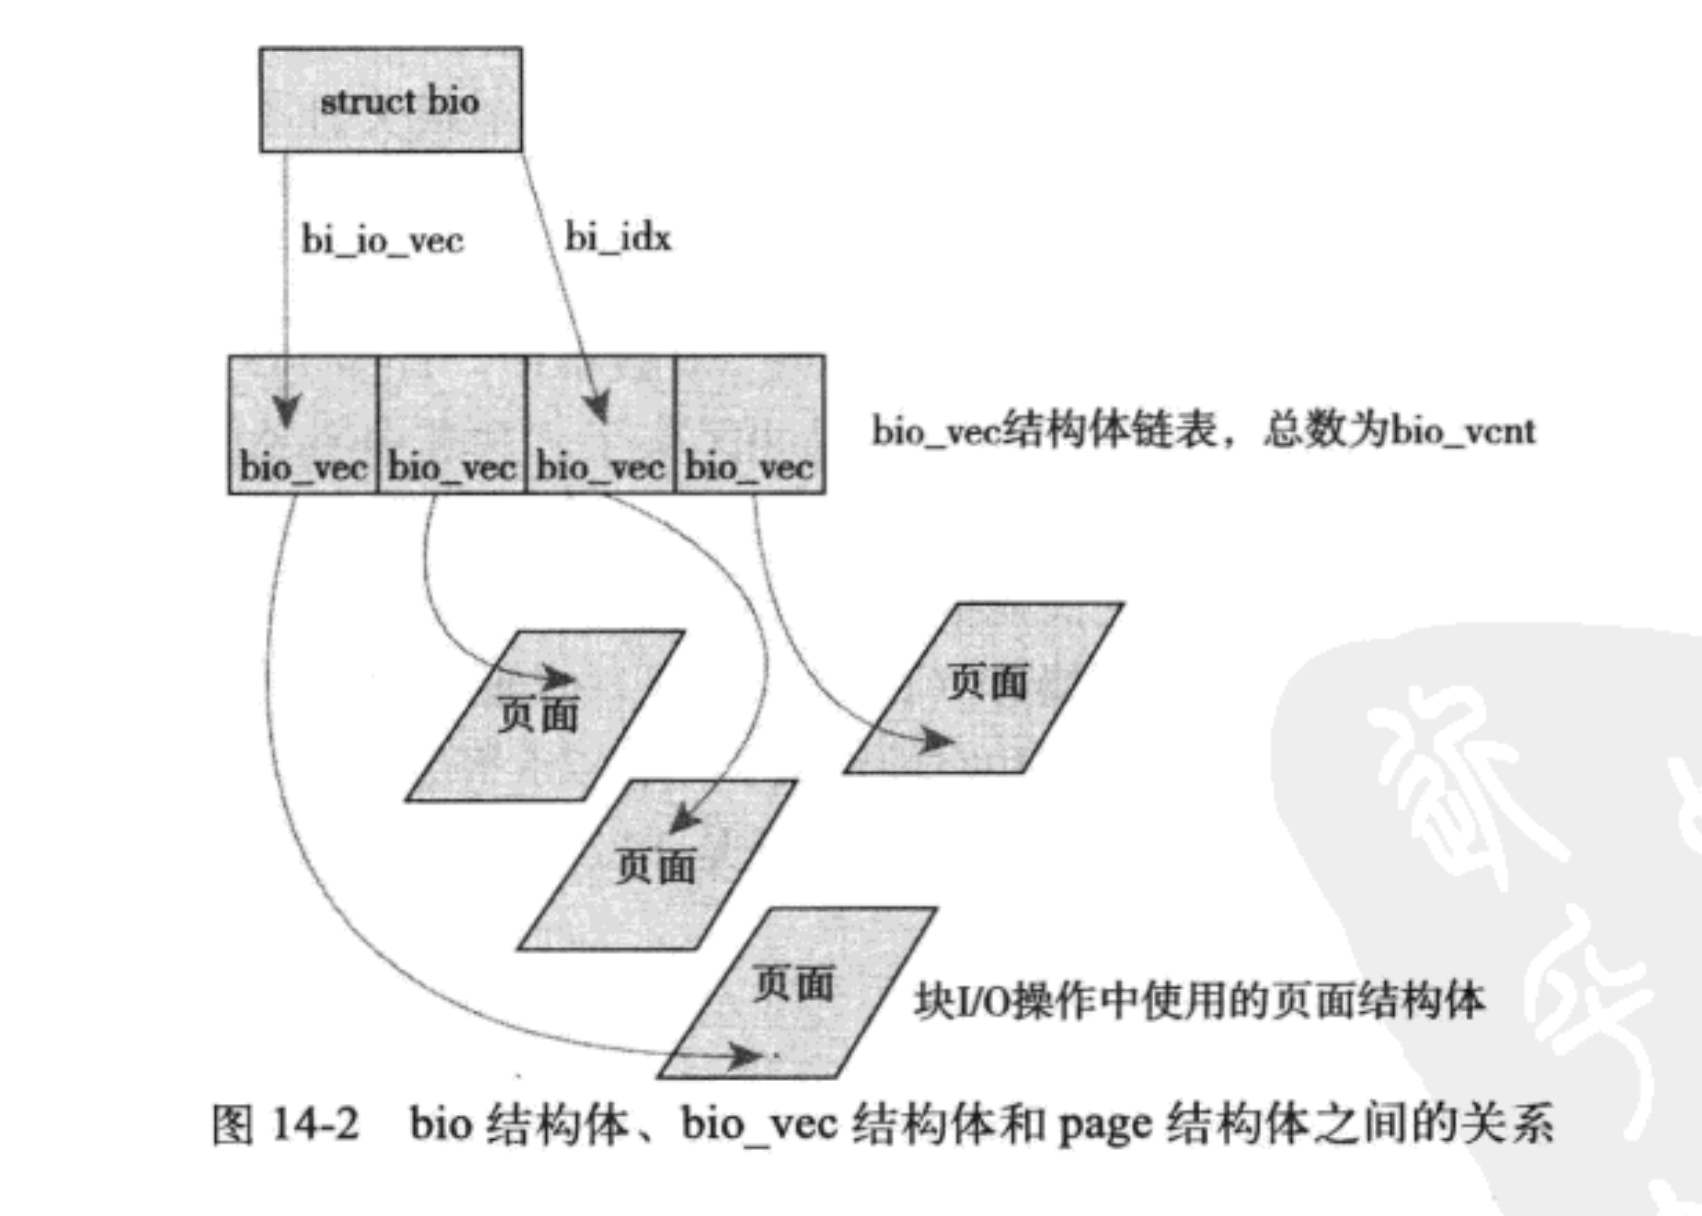 struct bio
bi_io_vec
bi_idx
bio_vec bio_vec bio_vec bio_vec
bio_vec结构体链表，总数为bio_vcnt
页面
页面
页面
页面
块I/O操作中使用的页面结构体
图 14-2 bio 结构体、bio_vec 结构体和 page 结构体之间的关系